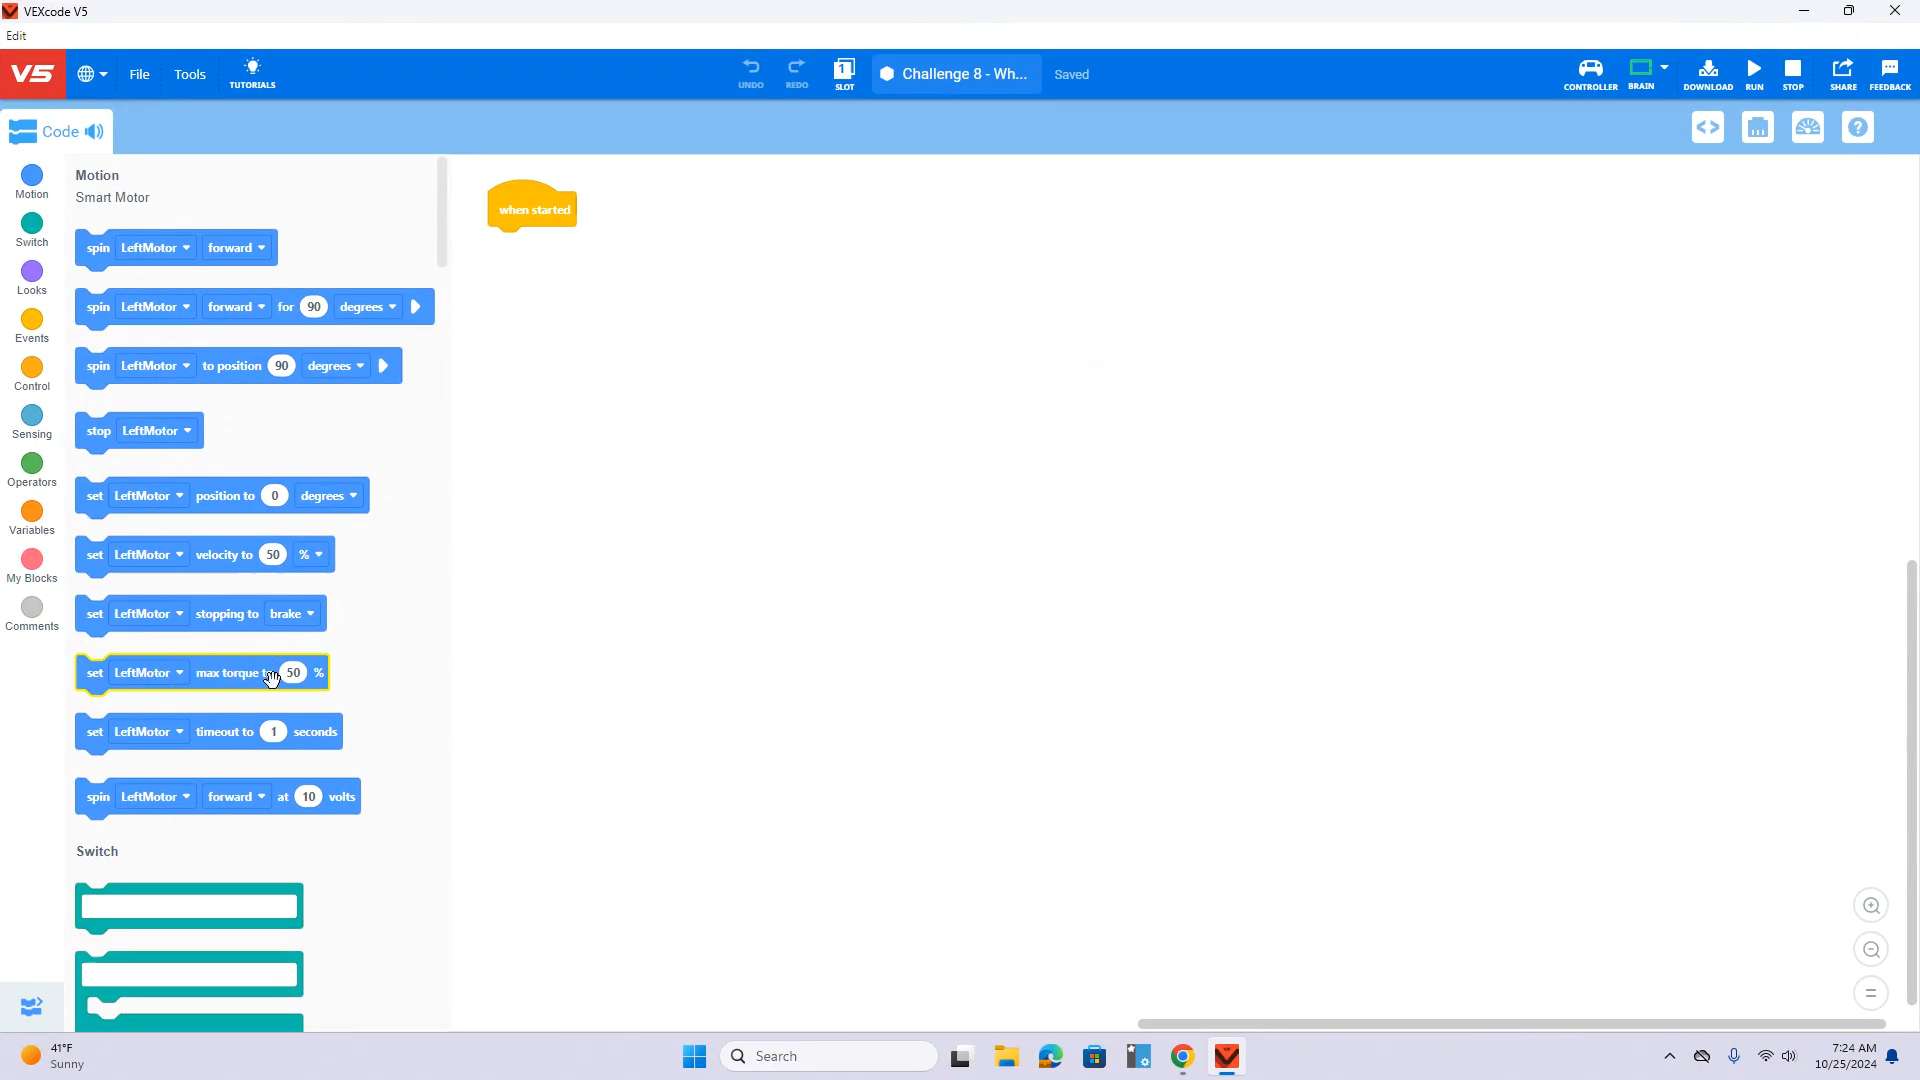 VEXcode V5
Edit
V5
File
Tools
TUTORIALS
UNDO
REDO
1
SLOT
Challenge 8 - Wh...
Saved
CONTROLLER
BRAIN
DOWNLOAD
RUN
STOP
SHARE
FEEDBACK
Code
Motion
Switch
Looks
Events
Control
Sensing
Operators
Variables
My Blocks
Comments
Motion
Smart Motor
spin LeftMotor forward
spin LeftMotor forward for 90 degrees
spin LeftMotor to position 90 degrees
stop LeftMotor
set LeftMotor position to 0 degrees
set LeftMotor velocity to 50 %
set LeftMotor stopping to brake
set LeftMotor max torque to 50 %
set LeftMotor timeout to 1 seconds
spin LeftMotor forward at 10 volts
Switch
when started
41°F
Sunny
Search
7:24 AM
10/25/2024